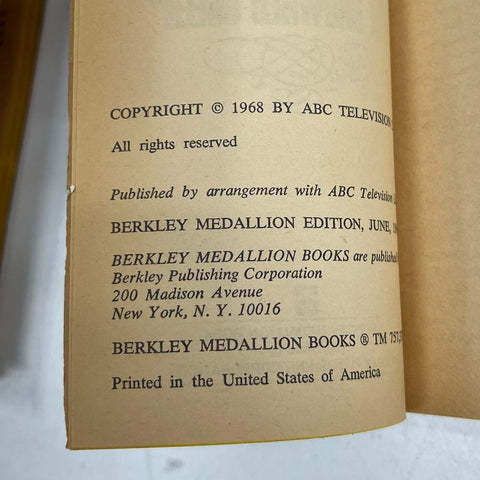 COPYRIGHT © 1968 BY ABC TELEVISION
All rights reserved
Published by arrangement with ABC Television
BERKLEY MEDALLION EDITION, JUNE,
BERKLEY MEDALLION BOOKS are published
Berkley Publishing Corporation
200 Madison Avenue
New York, N. Y. 10016
BERKLEY MEDALLION BOOKS ® TM 757,
Printed in the United States of America